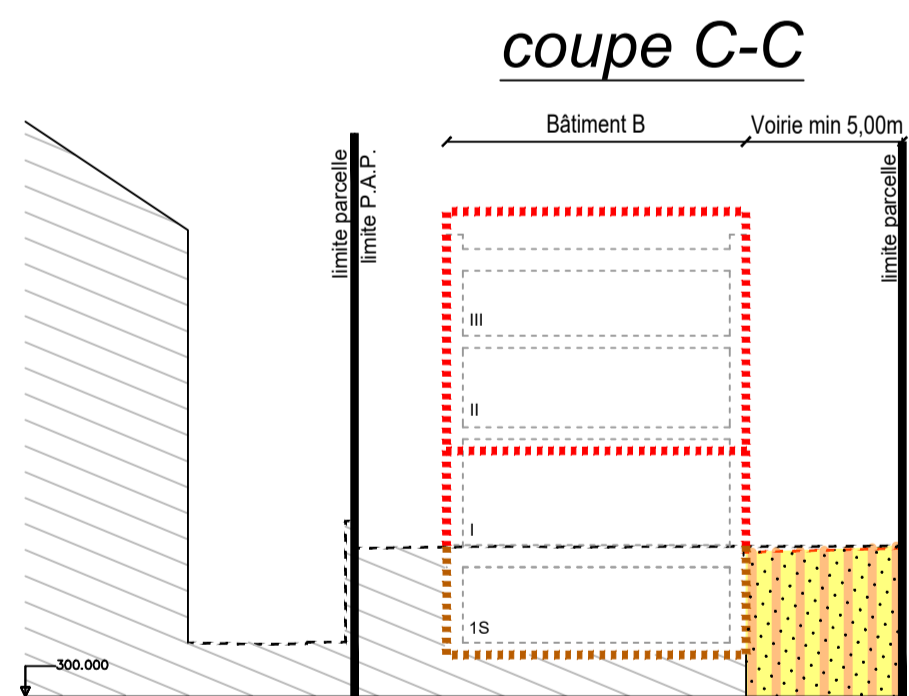 coupe C-C
Bâtiment B
Voirie min 5,00m
limite parcelle
limite P.A.P.
limite parcelle
III
II
I
1S
300.000